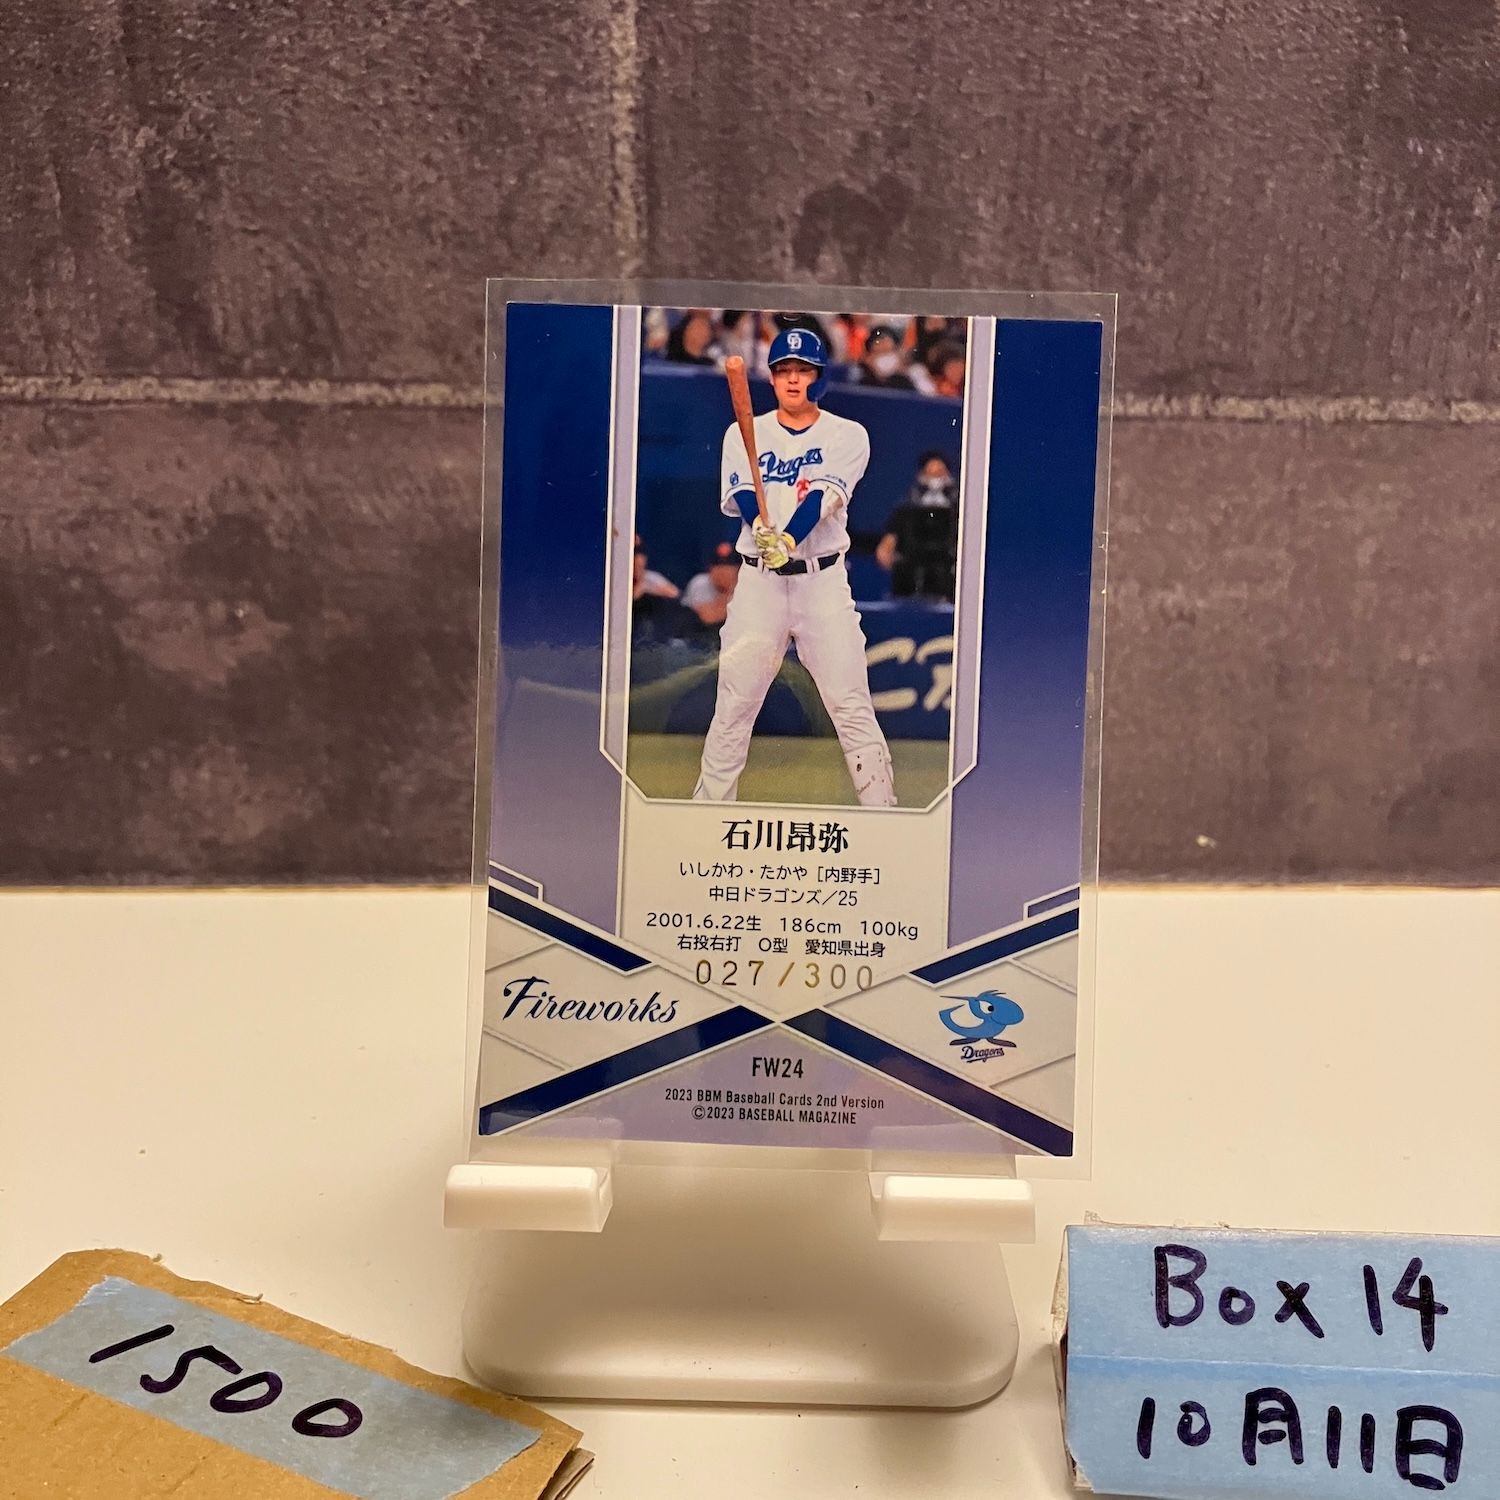 CD
Dragons
石川昂弥
いしかわ・たかや［内野手］
中日ドラゴンズ／25
2001.6.22生 186cm 100kg
右投右打 O型 愛知県出身
027/300
Fireworks
Dragons
FW24
2023 BBM Baseball Cards 2nd Version
©2023 BASEBALL MAGAZINE
1500
Box 14
10月11日